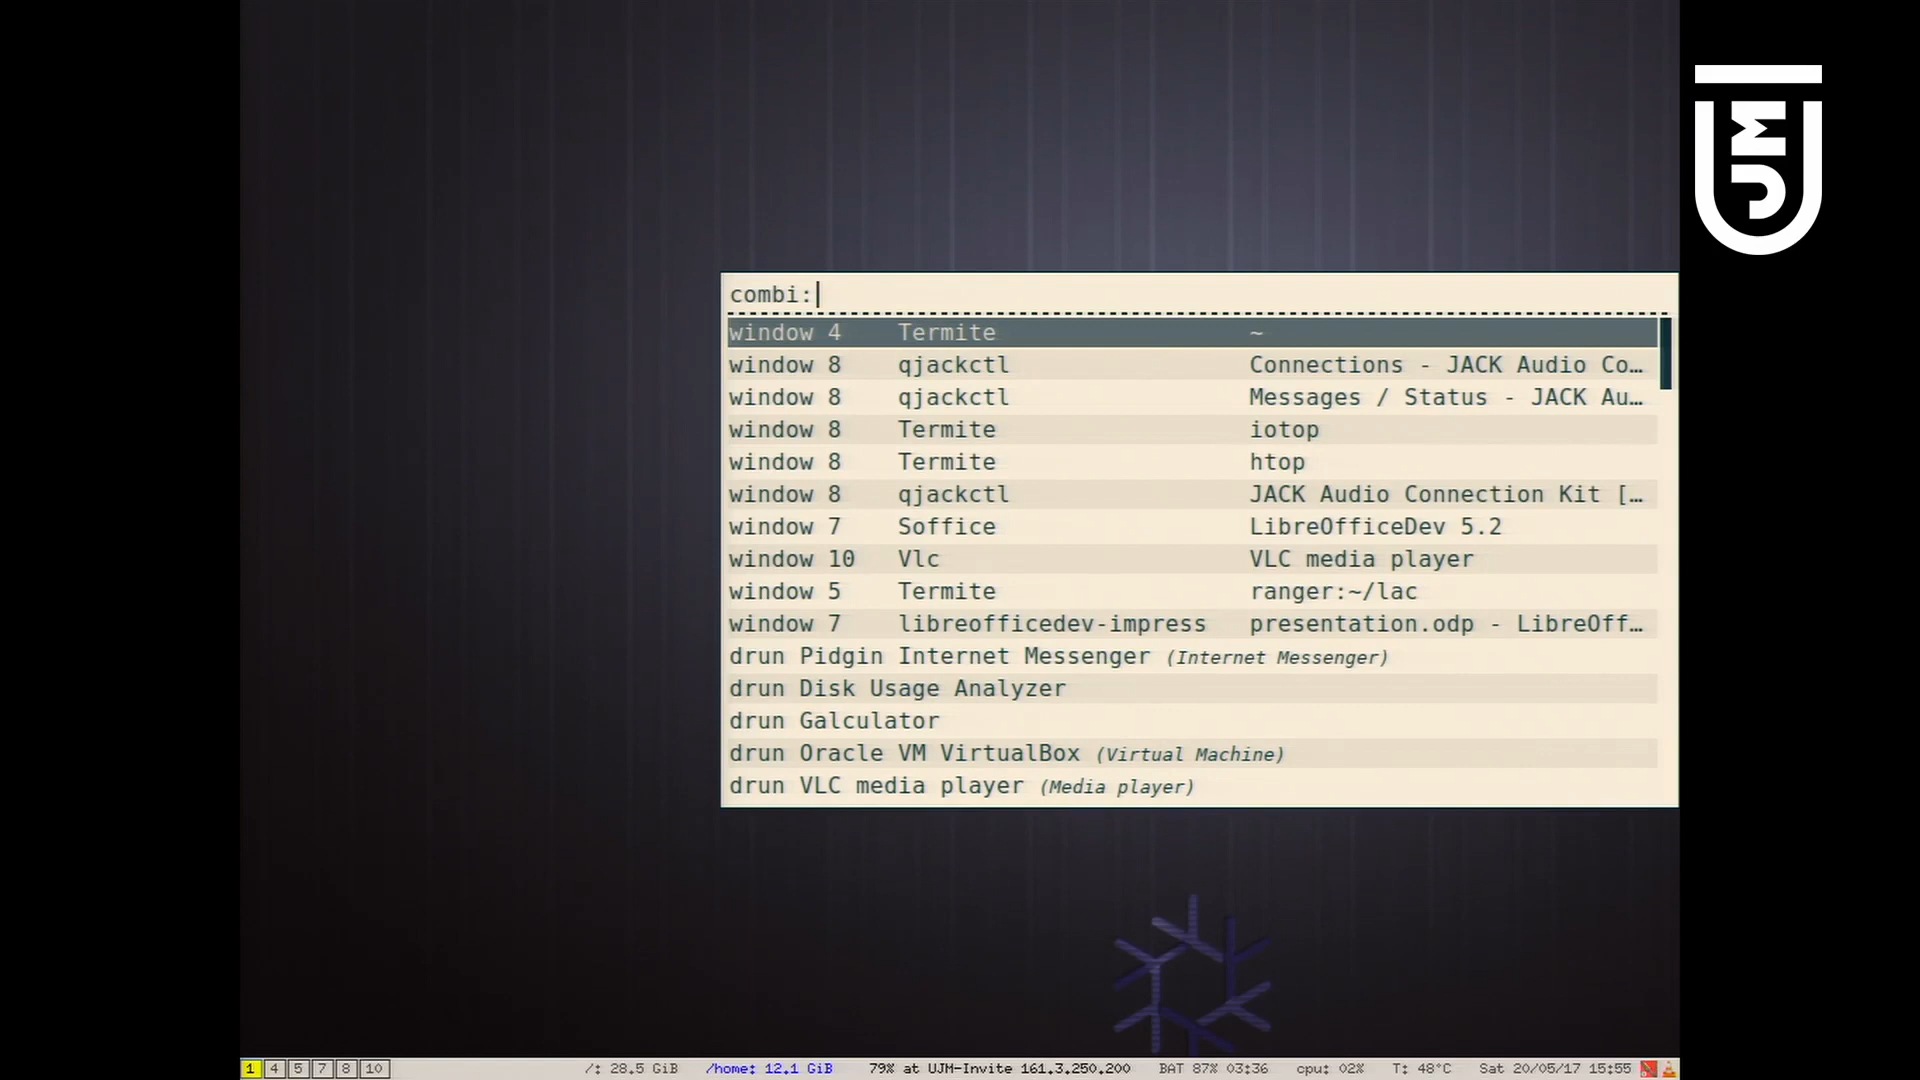 UJM
combi:
window 4 Termite ~
window 8 qjackctl Connections - JACK Audio Co…
window 8 qjackctl Messages / Status - JACK Au…
window 8 Termite iotop
window 8 Termite htop
window 8 qjackctl JACK Audio Connection Kit […
window 7 Soffice LibreOfficeDev 5.2
window 10 Vlc VLC media player
window 5 Termite ranger:~/lac
window 7 libreofficedev-impress presentation.odp - LibreOff…
drun Pidgin Internet Messenger (Internet Messenger)
drun Disk Usage Analyzer
drun Galculator
drun Oracle VM VirtualBox (Virtual Machine)
drun VLC media player (Media player)
1 4 5 7 8 10 /: 28.5 GiB /home: 12.1 GiB 79% at UJM-Invite 161.3.250.200 BAT 87% 03:36 cpu: 02% T: 48°C Sat 20/05/17 15:55